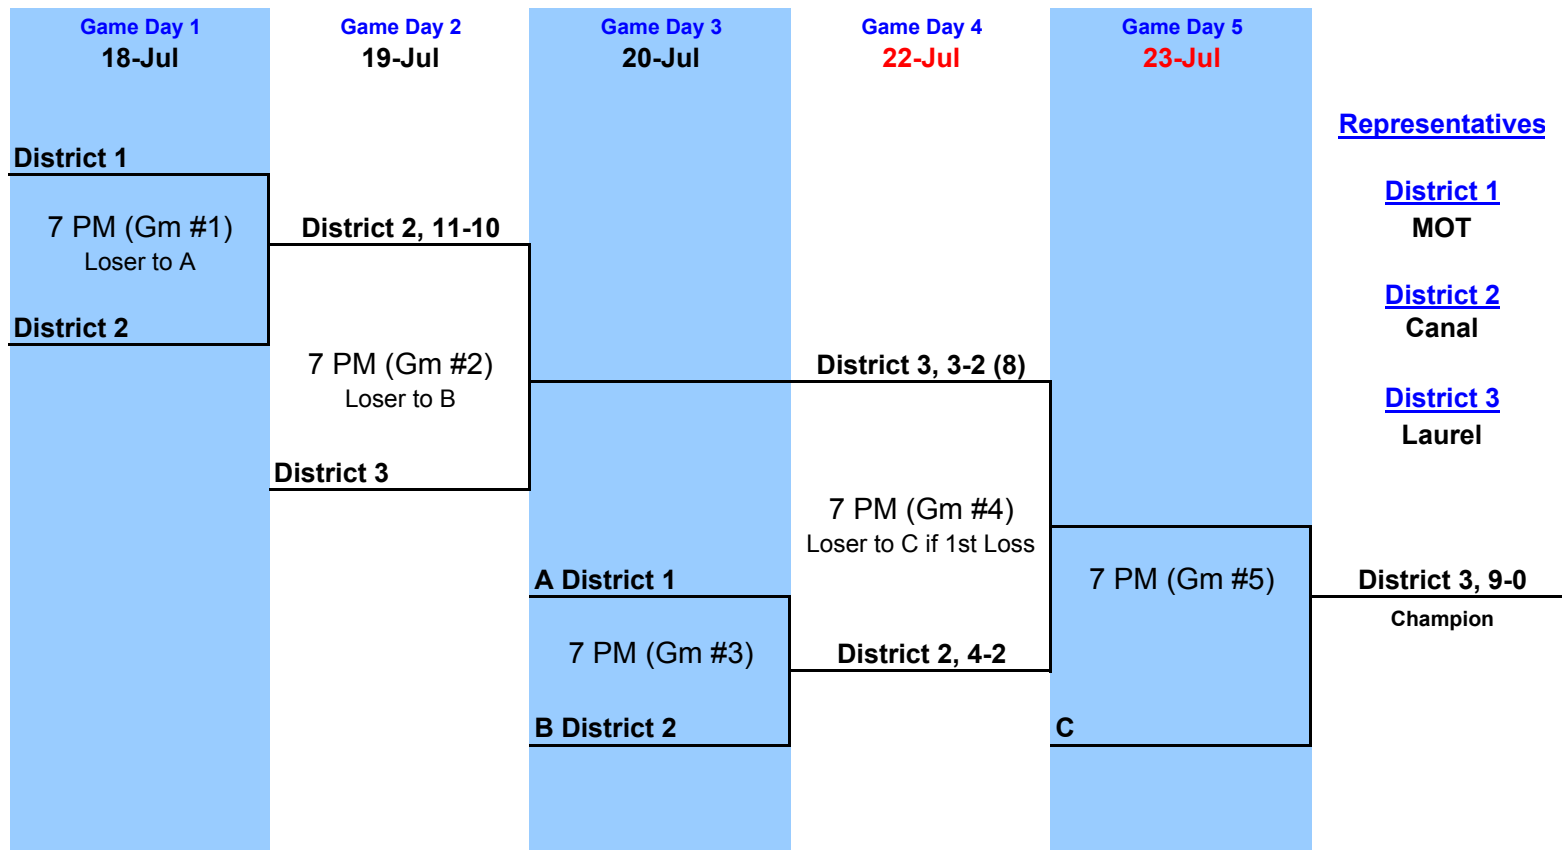 Game Day 1
18-Jul
Game Day 2
19-Jul
Game Day 3
20-Jul
Game Day 4
22-Jul
Game Day 5
23-Jul
District 1
7 PM (Gm #1)
Loser to A
District 2
District 2, 11-10
7 PM (Gm #2)
Loser to B
District 3
A District 1
7 PM (Gm #3)
B District 2
District 3, 3-2 (8)
7 PM (Gm #4)
Loser to C if 1st Loss
District 2, 4-2
7 PM (Gm #5)
C
District 3, 9-0
Champion
Representatives
District 1
MOT
District 2
Canal
District 3
Laurel